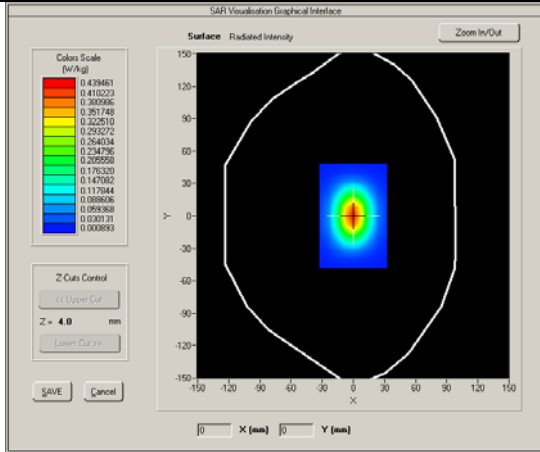 SAR Visualisation Graphical Interface
Surface Radiated Intensity
Zoom In/Out
Colors Scale
(W/kg)
0.439461
0.410223
0.380986
0.351748
0.322510
0.293272
0.264034
0.234796
0.205558
0.176320
0.147082
0.117844
0.088606
0.059368
0.030131
0.000893
Z-Cuts Control
<< Upper Cut
Z = 4.0 mm
Lower Cut >>
SAVE Cancel
150
120
90
60
30
0
-30
-60
-90
-120
-150
Y
-150 -120 -90 -60 -30 0 30 60 90 120 150
X
0 X (mm) 0 Y (mm)